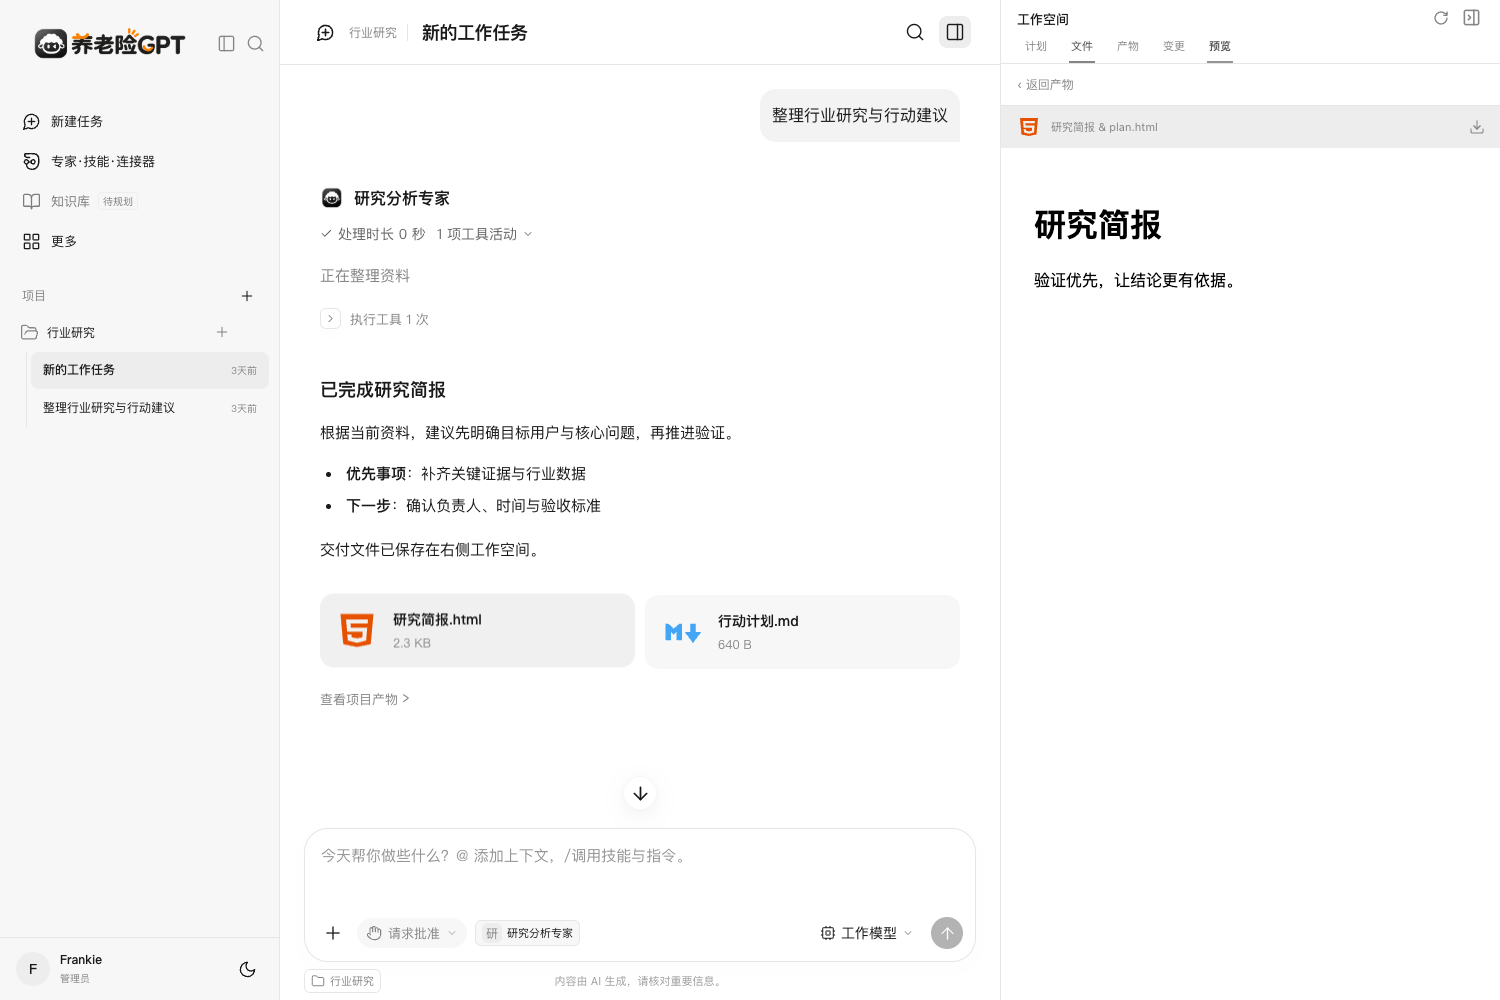 养老险GPT
新建任务
专家·技能·连接器
知识库 待规划
更多
项目
行业研究
新的工作任务 3天前
整理行业研究与行动建议 3天前
F
Frankie
管理员
行业研究 新的工作任务
整理行业研究与行动建议
研究分析专家
处理时长 0 秒 1 项工具活动
正在整理资料
执行工具 1 次
已完成研究简报
根据当前资料，建议先明确目标用户与核心问题，再推进验证。
• 优先事项：补齐关键证据与行业数据
• 下一步：确认负责人、时间与验收标准
交付文件已保存在右侧工作空间。
研究简报.html
2.3 KB
行动计划.md
640 B
查看项目产物 >
今天帮你做些什么？@ 添加上下文，/调用技能与指令。
请求批准 研 研究分析专家 工作模型
行业研究 内容由 AI 生成，请核对重要信息。
工作空间
计划 文件 产物 变更 预览
‹ 返回产物
研究简报 & plan.html
研究简报
验证优先，让结论更有依据。